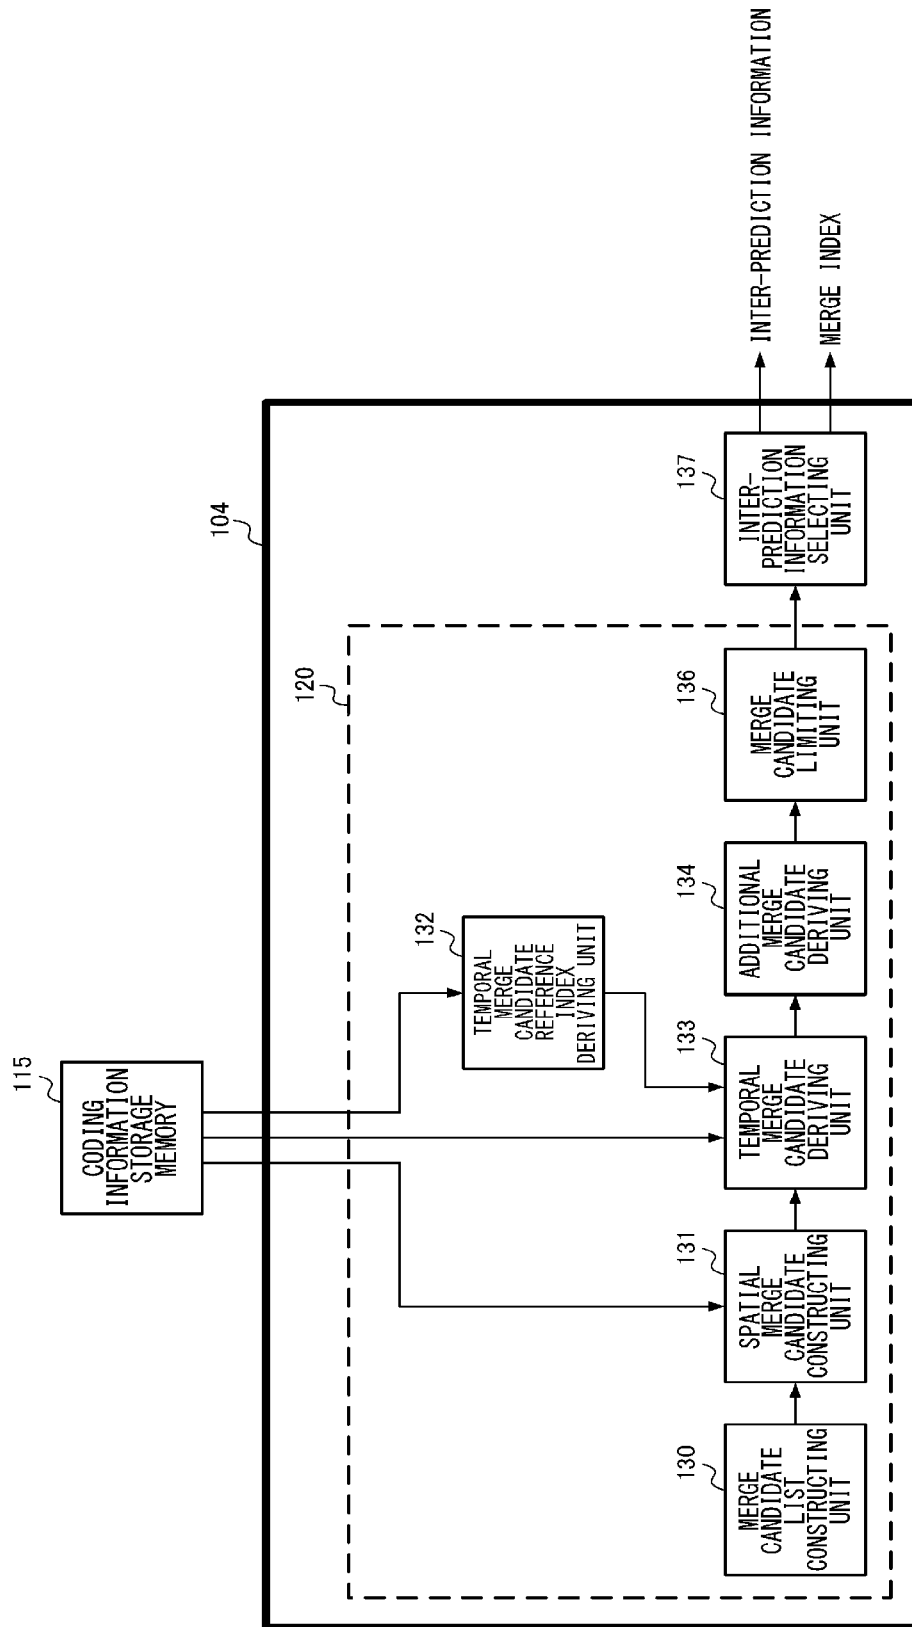 115
CODING
INFORMATION
STORAGE
MEMORY
104
120
132
TEMPORAL
MERGE
CANDIDATE
REFERENCE
INDEX
DERIVING UNIT
130
MERGE
CANDIDATE
LIST
CONSTRUCTING
UNIT
131
SPATIAL
MERGE
CANDIDATE
CONSTRUCTING
UNIT
133
TEMPORAL
MERGE
CANDIDATE
DERIVING
UNIT
134
ADDITIONAL
MERGE
CANDIDATE
DERIVING
UNIT
136
MERGE
CANDIDATE
LIMITING
UNIT
137
INTER-
PREDICTION
INFORMATION
SELECTING
UNIT
INTER-PREDICTION INFORMATION
MERGE INDEX